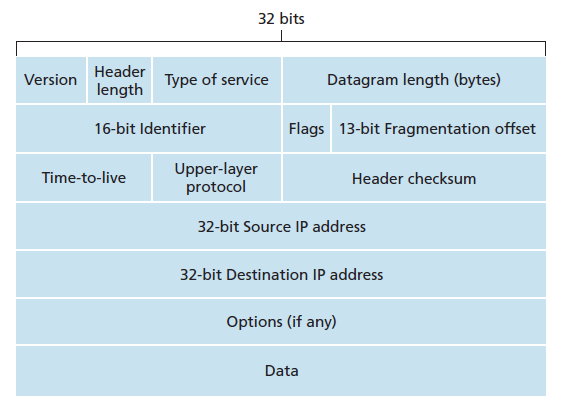 32 bits
Version
Header
length
Type of service
Datagram length (bytes)
16-bit Identifier
Flags
13-bit Fragmentation offset
Time-to-live
Upper-layer
protocol
Header checksum
32-bit Source IP address
32-bit Destination IP address
Options (if any)
Data